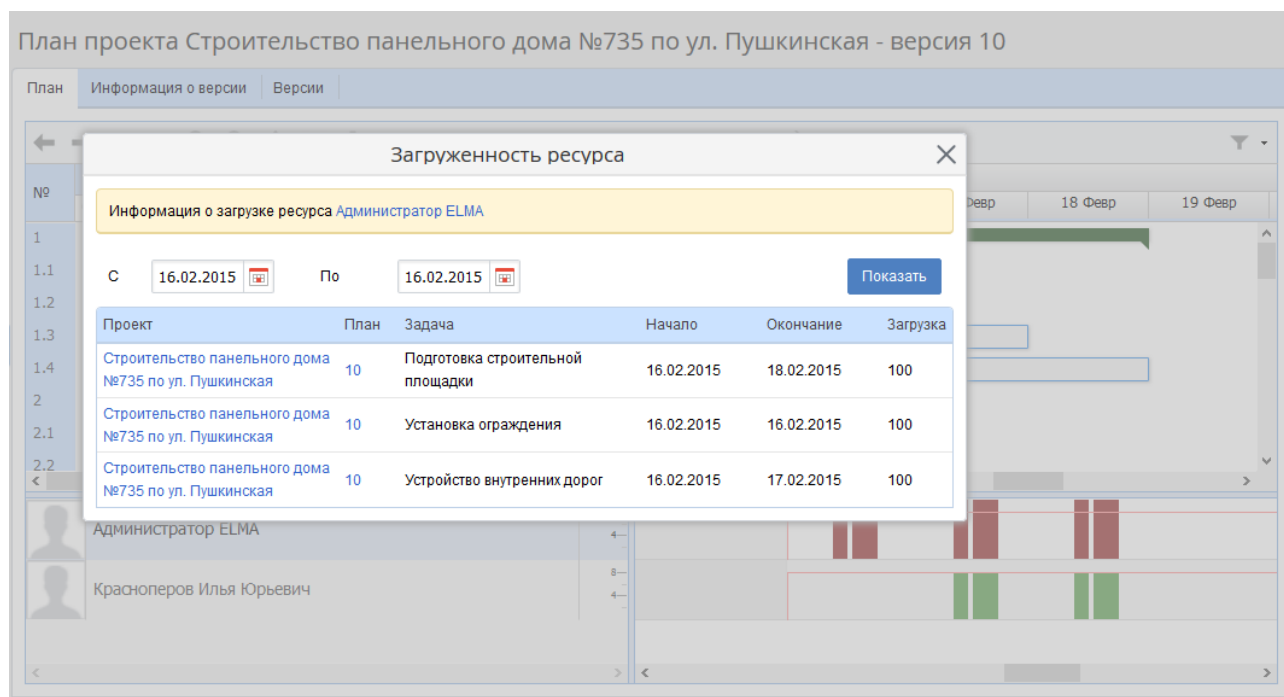 План проекта Строительство панельного дома №735 по ул. Пушкинская - версия 10
План Информация о версии Версии
Загруженность ресурса
№
Информация о загрузке ресурса Администратор ELMA
18 Февр 19 Февр
1
1.1
С 16.02.2015 По 16.02.2015 Показать
1.2
Проект План Задача Начало Окончание Загрузка
1.3
Строительство панельного дома №735 по ул. Пушкинская 10 Подготовка строительной площадки 16.02.2015 18.02.2015 100
1.4
2
Строительство панельного дома №735 по ул. Пушкинская 10 Установка ограждения 16.02.2015 16.02.2015 100
2.1
2.2
Строительство панельного дома №735 по ул. Пушкинская 10 Устройство внутренних дорог 16.02.2015 17.02.2015 100
Администратор ELMA
4
Красноперов Илья Юрьевич
8
4